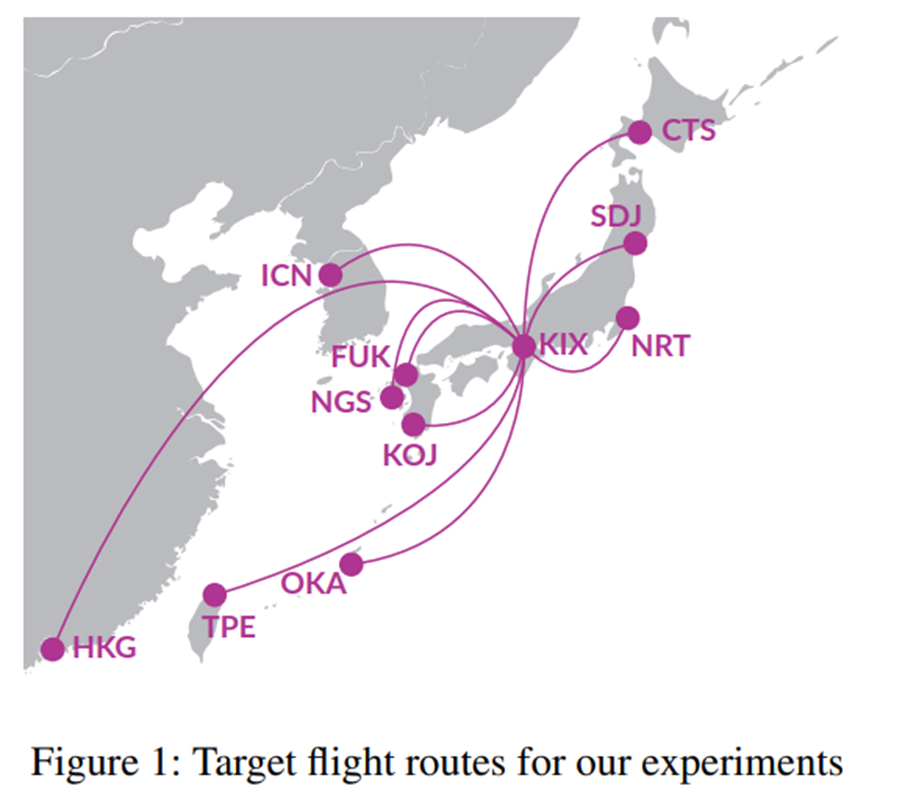 CTS
SDJ
ICN
NRT
KIX
FUK
NGS
KOJ
OKA
TPE
HKG
Figure 1: Target flight routes for our experiments